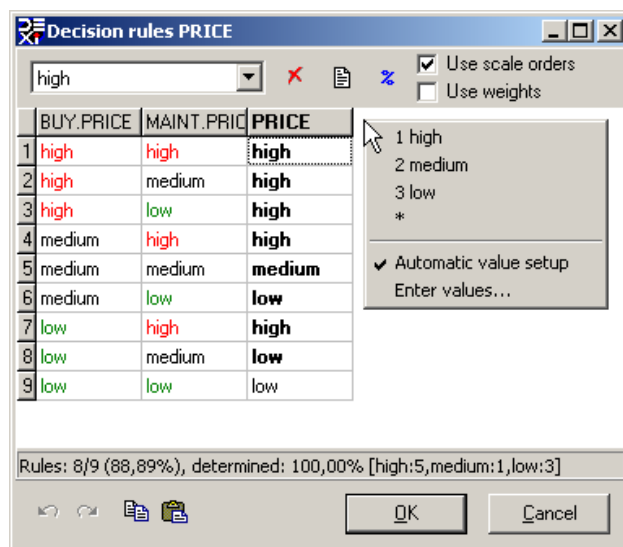 Decision rules PRICE
high
Use scale orders
% Use weights
BUY.PRICE MAINT.PRIC PRICE
1 high high high
2 high medium high
3 high low high
4 medium high high
5 medium medium medium
6 medium low low
7 low high high
8 low medium low
9 low low low
1 high
2 medium
3 low
*
Automatic value setup
Enter values...
Rules: 8/9 (88,89%), determined: 100,00% [high:5,medium:1,low:3]
OK Cancel